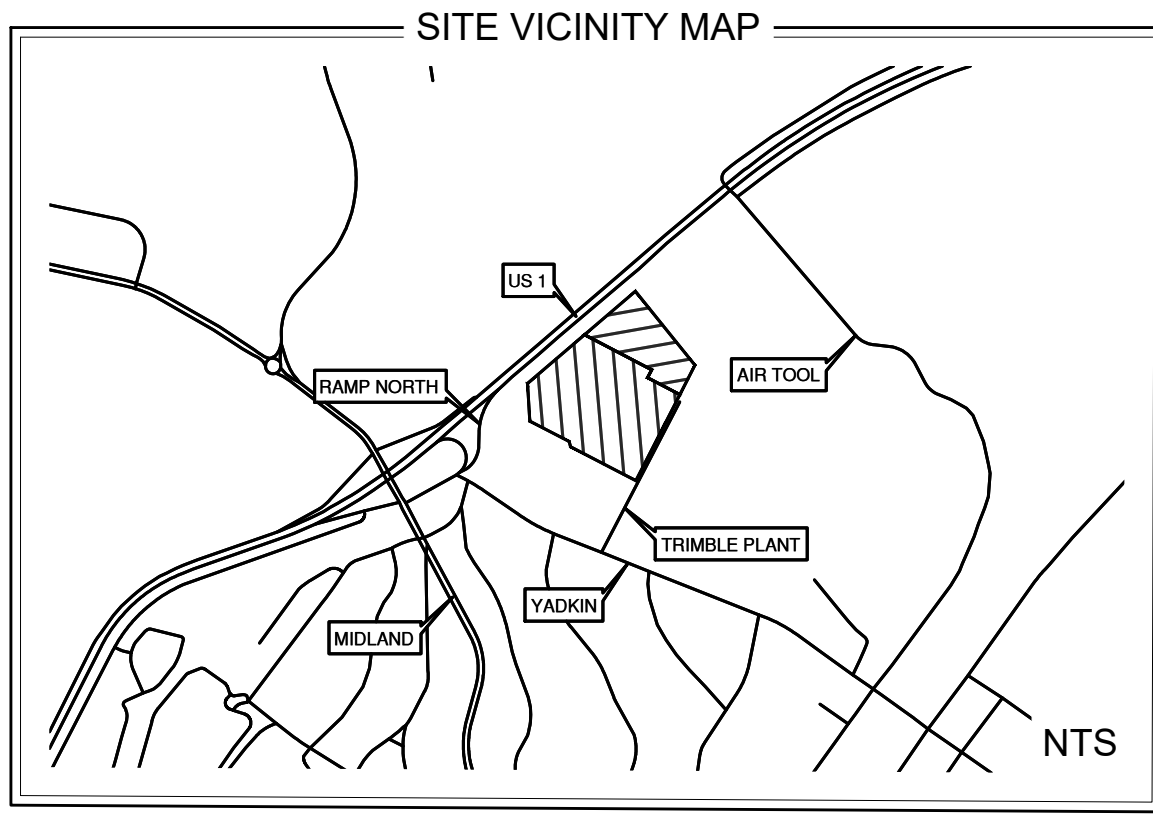 SITE VICINITY MAP
US 1
RAMP NORTH
AIR TOOL
TRIMBLE PLANT
YADKIN
MIDLAND
NTS